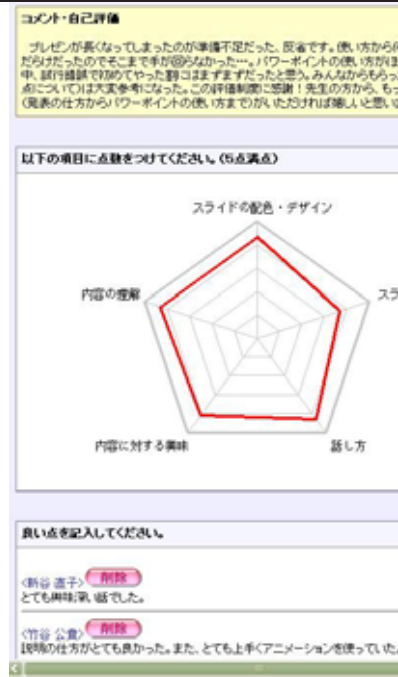 コメント・自己評価
プレゼンが長くなってしまったのが準備不足だった、反省です。使い方から
だらけだったのでそこまで手が回らなかった…。パワーポイントの使い方がま
中、試行錯誤で初めてやった割にはまずまずだったと思う。みんなからもらっ
点については大変参考になった。この評価制度に感謝！先生の方から、もっ
(発表の仕方からパワーポイントの使い方まで)がいただければ嬉しいと思い
以下の項目に点数をつけてください。(5点満点)
スライドの配色・デザイン
内容の理解
スラ
内容に対する興味
話し方
良い点を記入してください。
<新谷 直子> 削除
とても興味深い話でした。
<竹谷 公貴> 削除
説明の仕方がとても良かった。また、とても上手くアニメーションを使っていた。